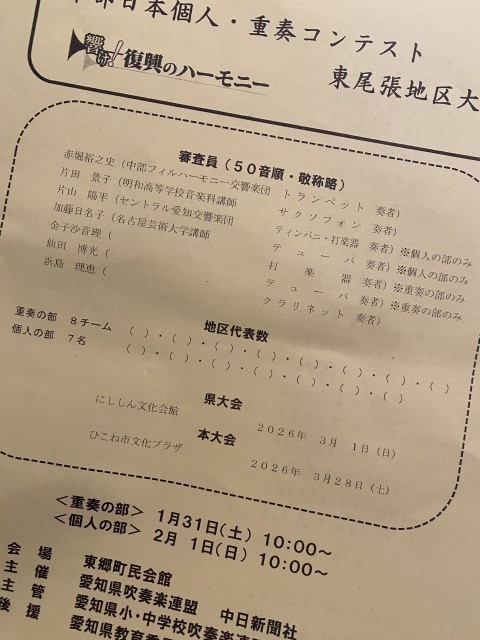 部日本個人・重奏コンテスト
響け!復興のハーモニー
東尾張地区大
審査員（50音順・敬称略）
赤堀裕之史（中部フィルハーモニー交響楽団 トランペット 奏者）
片田 景子（明和高等学校音楽科講師 サクソフォン 奏者）
片山 陽平（セントラル愛知交響楽団 ティンパニ・打楽器 奏者）※個人の部のみ
加藤日名子（名古屋芸術大学講師 テューバ 奏者）※個人の部のみ
金子沙音理（ 打楽器 奏者）※重奏の部のみ
仙田 博光（ テューバ 奏者）※重奏の部のみ
浜島 理恵（ クラリネット 奏者）
地区代表数
重奏の部 8チーム （ ）・（ ）・（ ）・（ ）・（ ）・（ ）・（ ）・（ ）
個人の部 7名 （ ）・（ ）・（ ）・（ ）・（ ）・（ ）・（ ）
県大会
にししん文化会館 2026年 3月 1日（日）
本大会
ひこね市文化プラザ 2026年 3月28日（土）
＜重奏の部＞ 1月31日（土） 10:00～
＜個人の部＞ 2月 1日（日） 10:00～
会場 東郷町民会館
主催 愛知県吹奏楽連盟 中日新聞社
主管 愛知県小・中学校吹奏楽連
後援 愛知県教育委